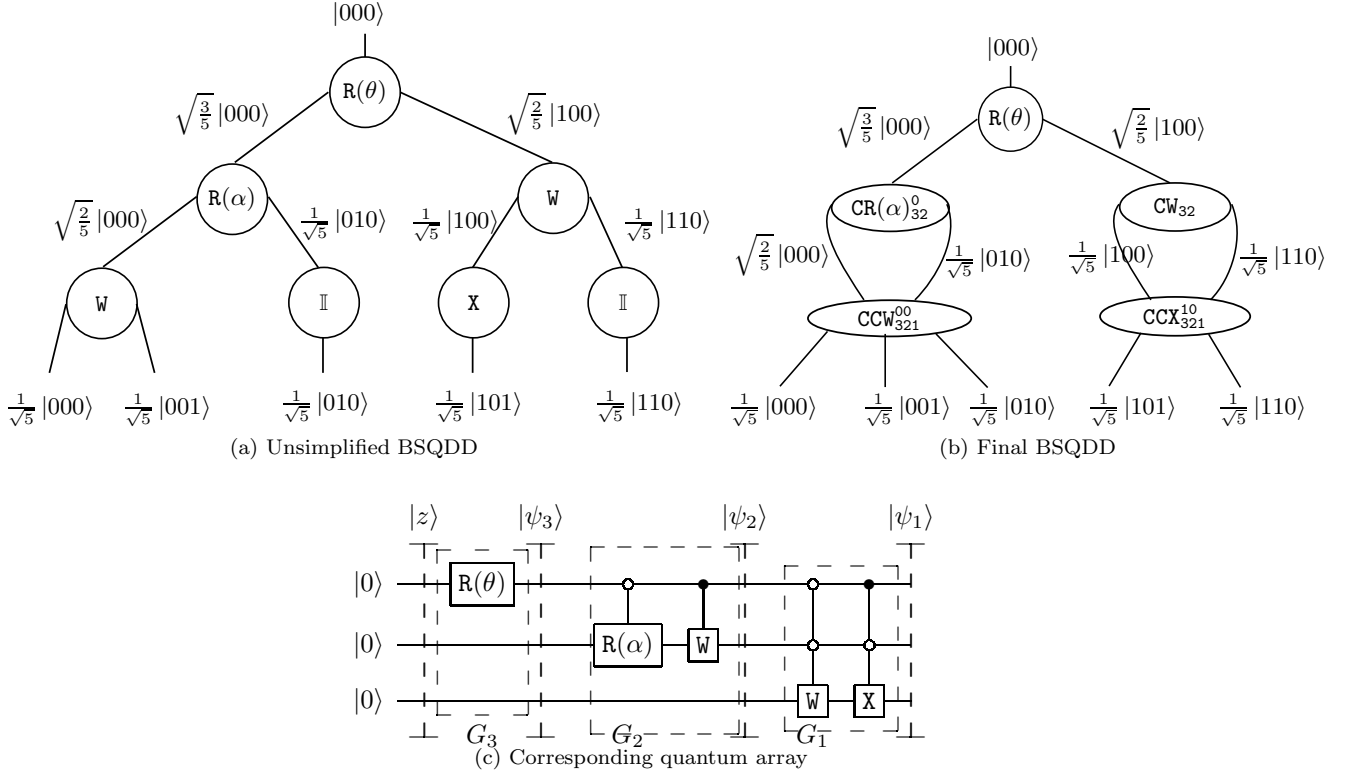 |000⟩
R(θ)
√(3/5) |000⟩ √(2/5) |100⟩
R(α) W
√(2/5) |000⟩ 1/√5 |010⟩ 1/√5 |100⟩ 1/√5 |110⟩
W 𝕀 X 𝕀
1/√5 |000⟩ 1/√5 |001⟩ 1/√5 |010⟩ 1/√5 |101⟩ 1/√5 |110⟩
(a) Unsimplified BSQDD
|000⟩
R(θ)
√(3/5) |000⟩ √(2/5) |100⟩
CR(α)⁰₃₂ CW₃₂
√(2/5) |000⟩ 1/√5 |010⟩ 1/√5 |100⟩ 1/√5 |110⟩
CCW⁰⁰₃₂₁ CCX¹⁰₃₂₁
1/√5 |000⟩ 1/√5 |001⟩ 1/√5 |010⟩ 1/√5 |101⟩ 1/√5 |110⟩
(b) Final BSQDD
|z⟩ |ψ₃⟩ |ψ₂⟩ |ψ₁⟩
|0⟩ R(θ)
|0⟩ R(α) W
|0⟩ W X
G₃ G₂ G₁
(c) Corresponding quantum array